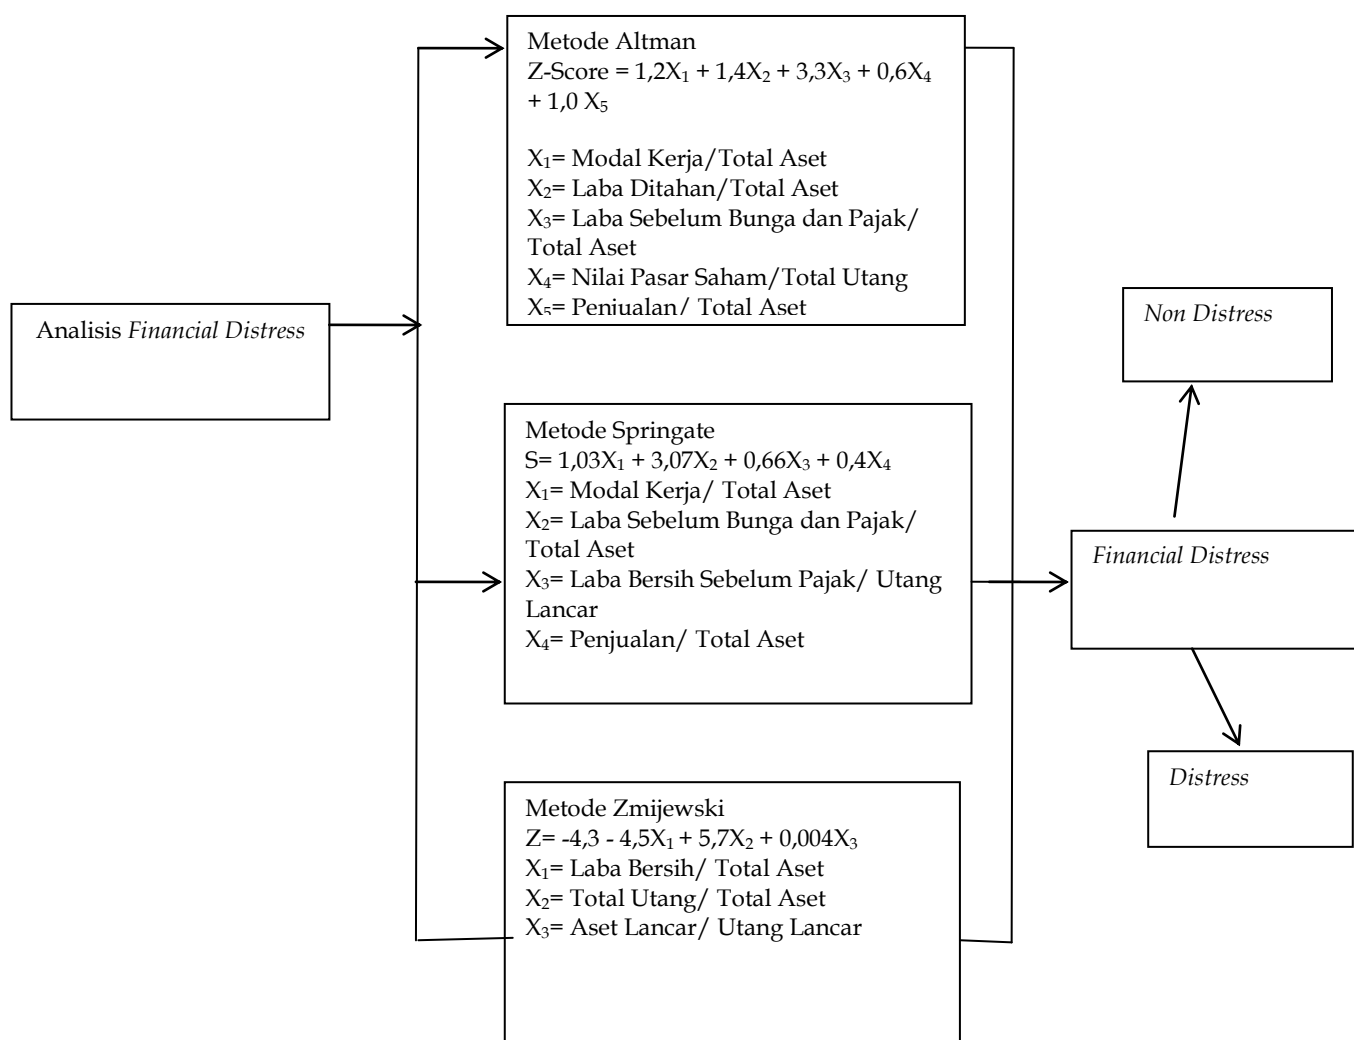 Analisis Financial Distress
Metode Altman
Z-Score = 1,2X₁ + 1,4X₂ + 3,3X₃ + 0,6X₄
+ 1,0 X₅
X₁= Modal Kerja/Total Aset
X₂= Laba Ditahan/Total Aset
X₃= Laba Sebelum Bunga dan Pajak/
Total Aset
X₄= Nilai Pasar Saham/Total Utang
X₅= Penjualan/ Total Aset
Metode Springate
S= 1,03X₁ + 3,07X₂ + 0,66X₃ + 0,4X₄
X₁= Modal Kerja/ Total Aset
X₂= Laba Sebelum Bunga dan Pajak/
Total Aset
X₃= Laba Bersih Sebelum Pajak/ Utang
Lancar
X₄= Penjualan/ Total Aset
Metode Zmijewski
Z= -4,3 - 4,5X₁ + 5,7X₂ + 0,004X₃
X₁= Laba Bersih/ Total Aset
X₂= Total Utang/ Total Aset
X₃= Aset Lancar/ Utang Lancar
Non Distress
Financial Distress
Distress